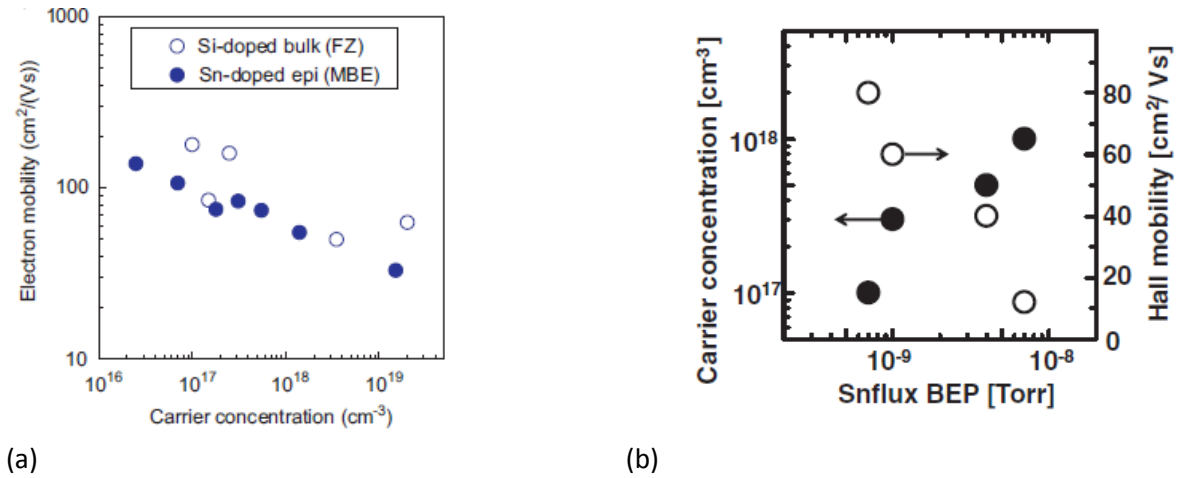 1000
Si-doped bulk (FZ)
Sn-doped epi (MBE)
100
10
Electron mobility (cm²/(Vs))
10¹⁶ 10¹⁷ 10¹⁸ 10¹⁹
Carrier concentration (cm⁻³)
(a)
Carrier concentration [cm⁻³]
10¹⁸
10¹⁷
80
60
40
20
0
Hall mobility [cm²/ Vs]
10⁻⁹ 10⁻⁸
Snflux BEP [Torr]
(b)